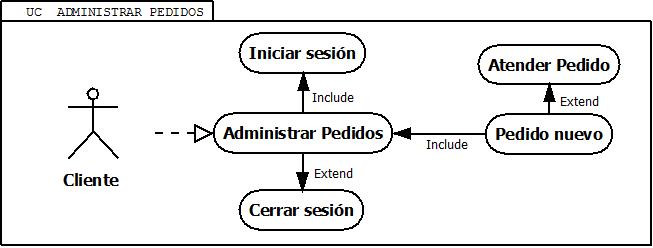 UC ADMINISTRAR PEDIDOS
Iniciar sesión
Atender Pedido
Include
Extend
Administrar Pedidos
Pedido nuevo
Include
Extend
Cliente
Cerrar sesión